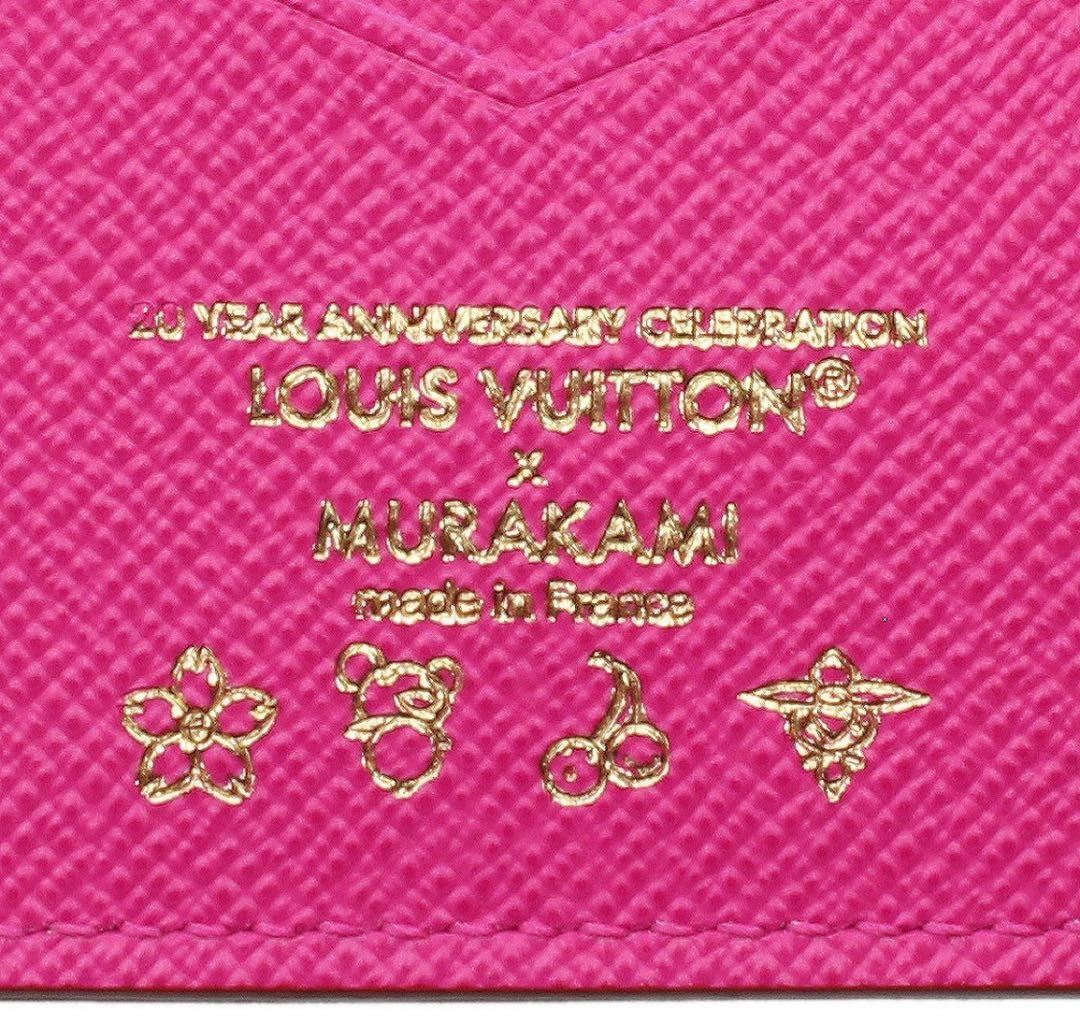 20 YEAR ANNIVERSARY CELEBRATION
LOUIS VUITTON®
x
MURAKAMI
made in France